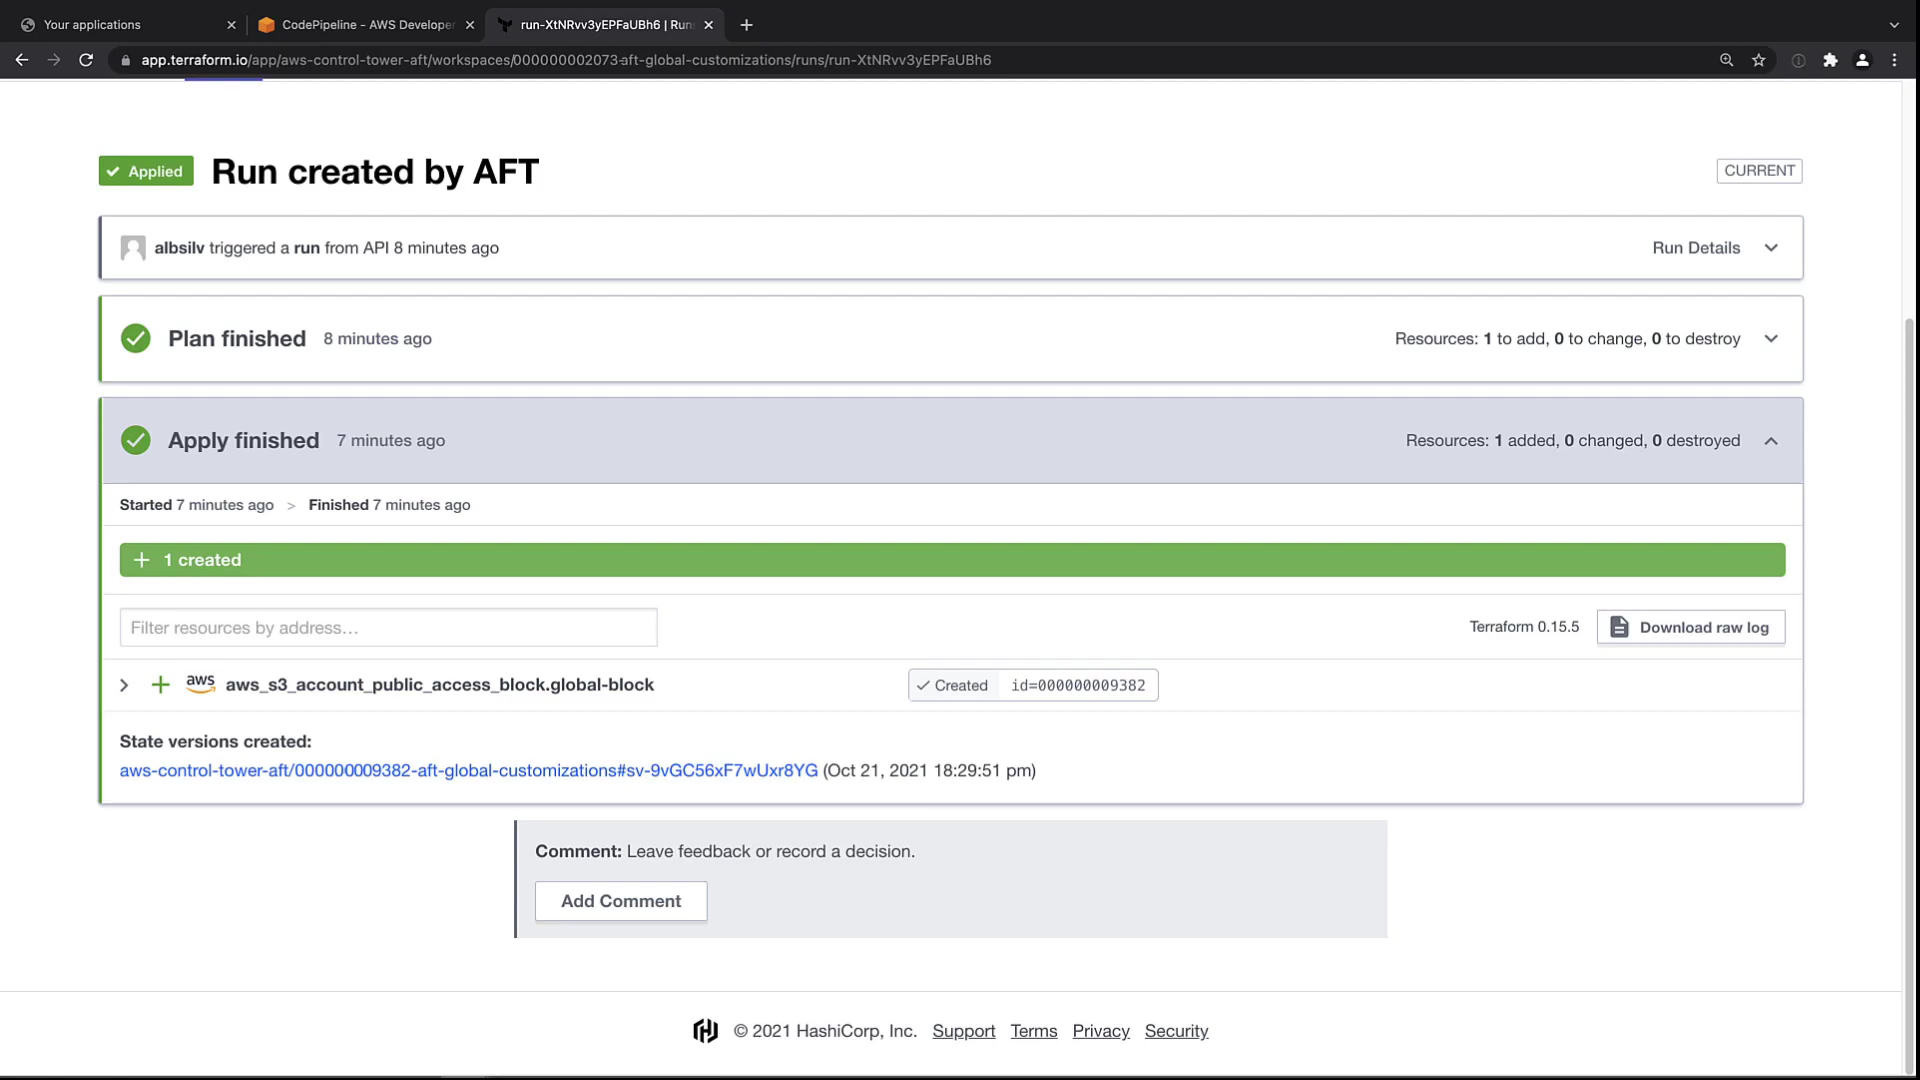 Your applications
CodePipeline - AWS Developer
run-XtNRvv3yEPFaUBh6 | Run
app.terraform.io/app/aws-control-tower-aft/workspaces/000000002073-aft-global-customizations/runs/run-XtNRvv3yEPFaUBh6
Applied
Run created by AFT
CURRENT
albsilv triggered a run from API 8 minutes ago
Run Details
Plan finished 8 minutes ago
Resources: 1 to add, 0 to change, 0 to destroy
Apply finished 7 minutes ago
Resources: 1 added, 0 changed, 0 destroyed
Started 7 minutes ago > Finished 7 minutes ago
+ 1 created
Filter resources by address...
Terraform 0.15.5
Download raw log
aws aws_s3_account_public_access_block.global-block
Created id=000000009382
State versions created:
aws-control-tower-aft/000000009382-aft-global-customizations#sv-9vGC56xF7wUxr8YG (Oct 21, 2021 18:29:51 pm)
Comment: Leave feedback or record a decision.
Add Comment
© 2021 HashiCorp, Inc. Support Terms Privacy Security